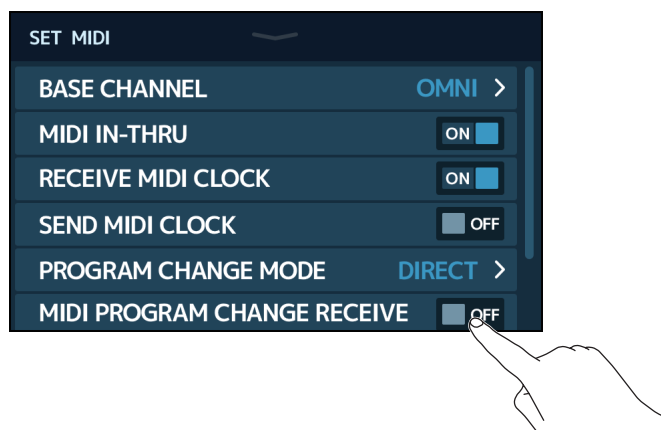 SET MIDI
BASE CHANNEL OMNI >
MIDI IN-THRU ON
RECEIVE MIDI CLOCK ON
SEND MIDI CLOCK OFF
PROGRAM CHANGE MODE DIRECT >
MIDI PROGRAM CHANGE RECEIVE OFF